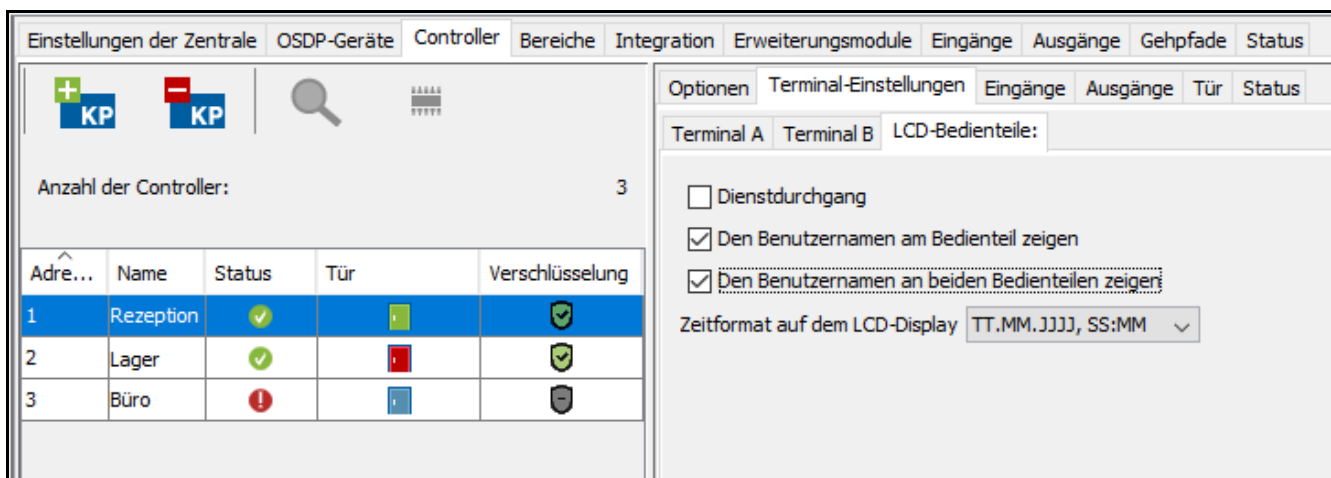 Einstellungen der Zentrale OSDP-Geräte Controller Bereiche Integration Erweiterungsmodule Eingänge Ausgänge Gehpfade Status
KP KP
Anzahl der Controller: 3
Adre... Name Status Tür Verschlüsselung
1 Rezeption
2 Lager
3 Büro
Optionen Terminal-Einstellungen Eingänge Ausgänge Tür Status
Terminal A Terminal B LCD-Bedienteile:
Dienstdurchgang
Den Benutzernamen am Bedienteil zeigen
Den Benutzernamen an beiden Bedienteilen zeigen
Zeitformat auf dem LCD-Display TT.MM.JJJJ, SS:MM